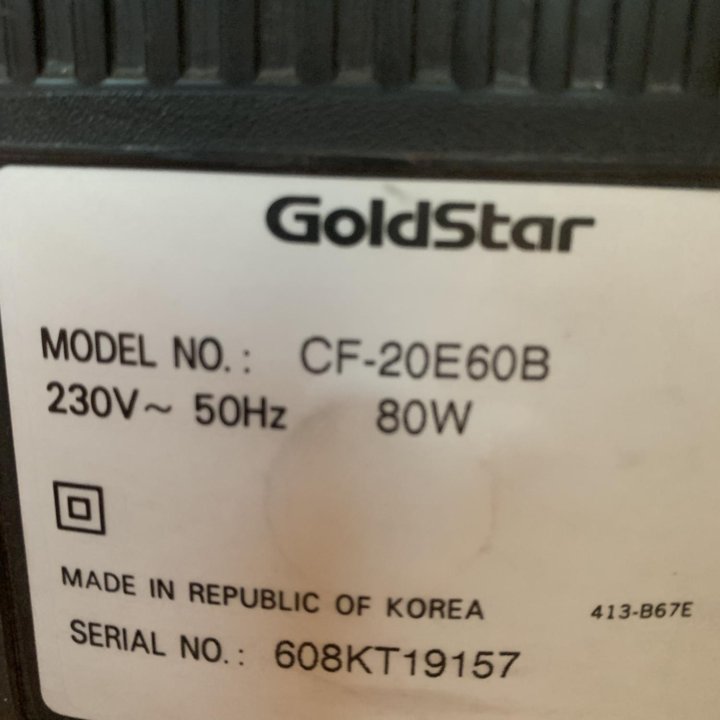 GoldStar
MODEL NO.: CF-20E60B
230V~ 50Hz 80W
MADE IN REPUBLIC OF KOREA 413-B67E
SERIAL NO.: 608KT19157